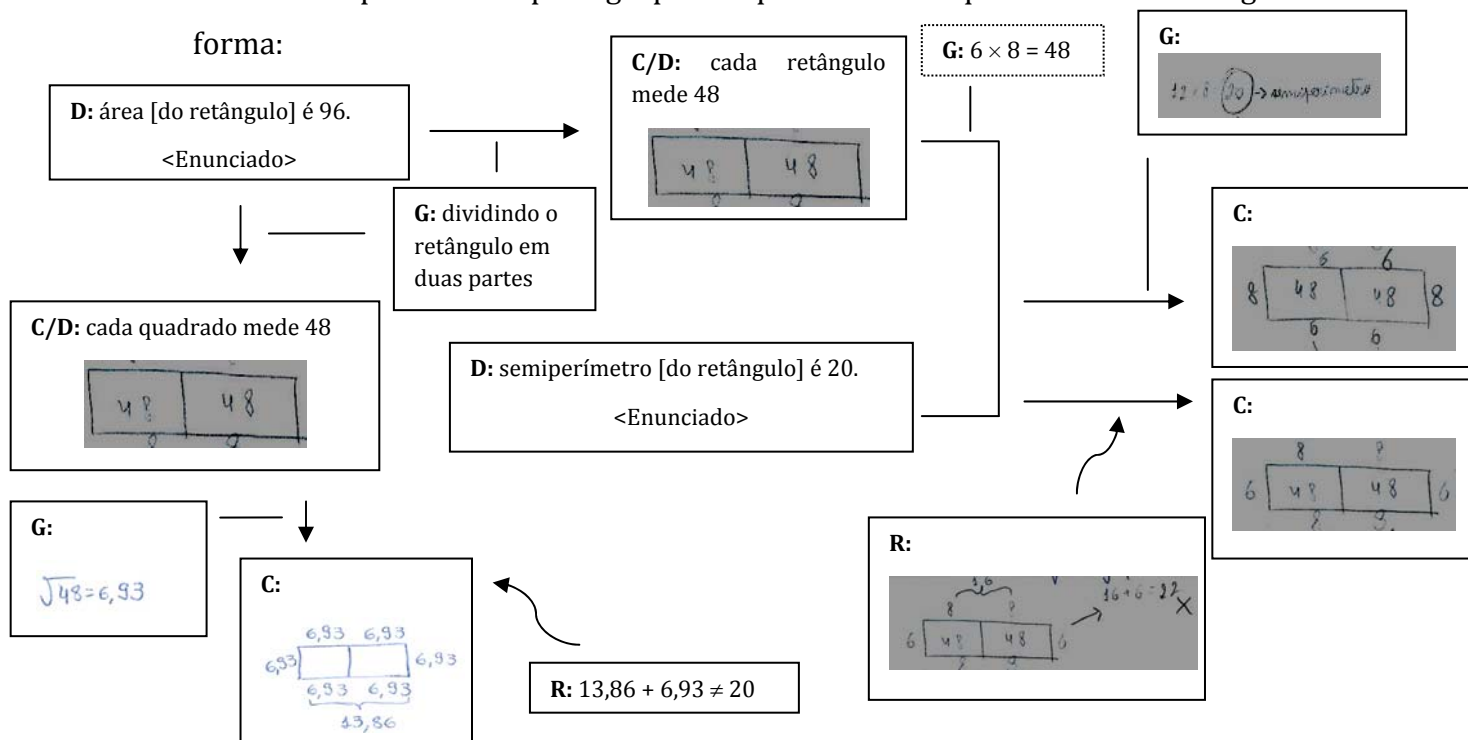 forma:
D: área [do retângulo] é 96.
<Enunciado>
C/D: cada retângulo
mede 48
48 48
G: 6 × 8 = 48
G:
12 + 8 20 → semiperímetro
G: dividindo o
retângulo em
duas partes
C/D: cada quadrado mede 48
48 48
D: semiperímetro [do retângulo] é 20.
<Enunciado>
C:
6 6
8 48 48 8
6 6
C:
8 8
6 48 48 6
8
G:
√48=6,93
C:
6,93 6,93
6,93 6,93
6,93 6,93
13,86
R: 13,86 + 6,93 ≠ 20
R:
16
8
16+6=22 X
6 48 48 6